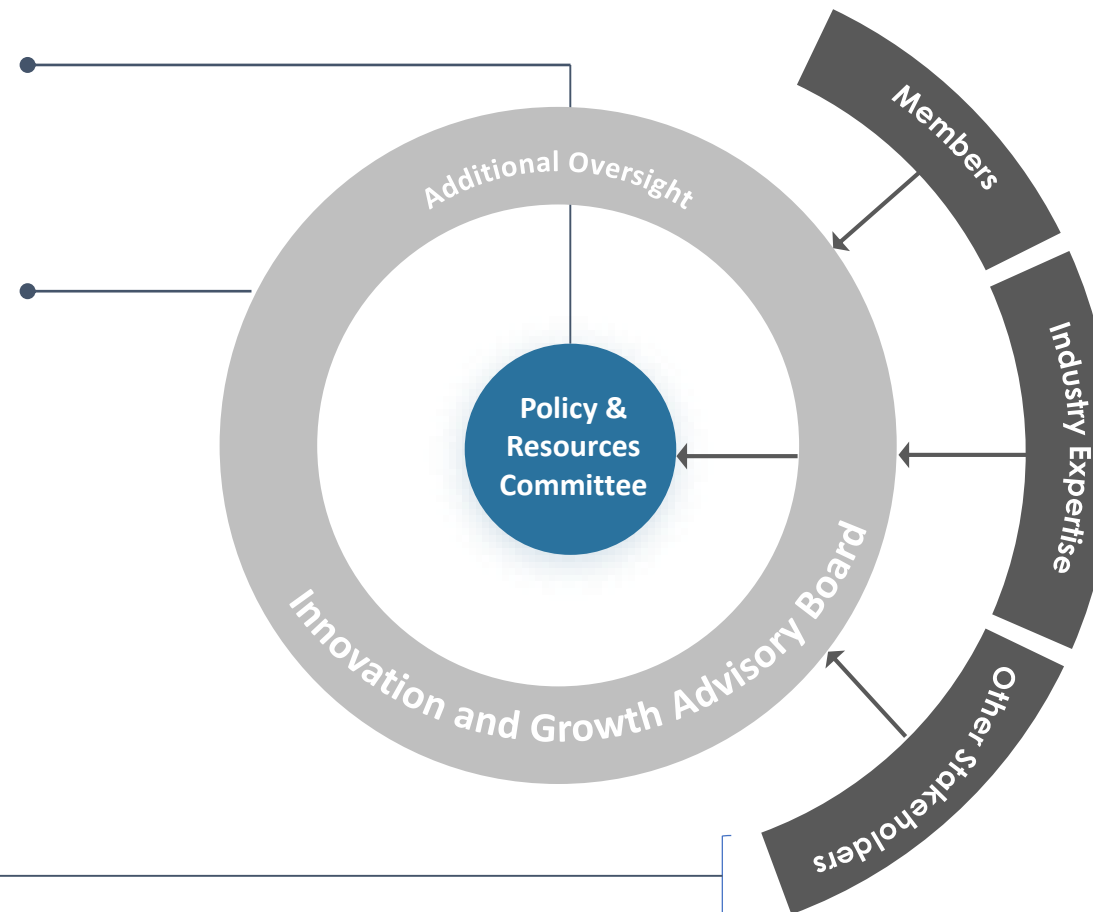 Members
Additional Oversight
Industry Expertise
Policy &
Resources
Committee
Innovation and Growth Advisory Board
Other Stakeholders